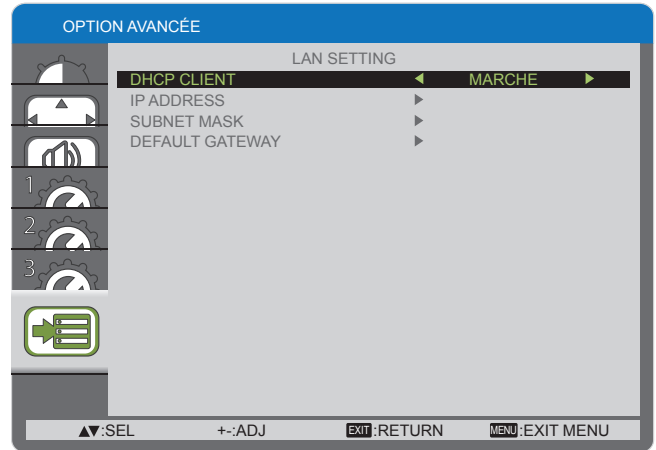 OPTION AVANCÉE
LAN SETTING
DHCP CLIENT ◀ MARCHE ▶
IP ADDRESS ▶
SUBNET MASK ▶
DEFAULT GATEWAY ▶
1
2
3
▲▼:SEL +-:ADJ EXIT:RETURN MENU:EXIT MENU